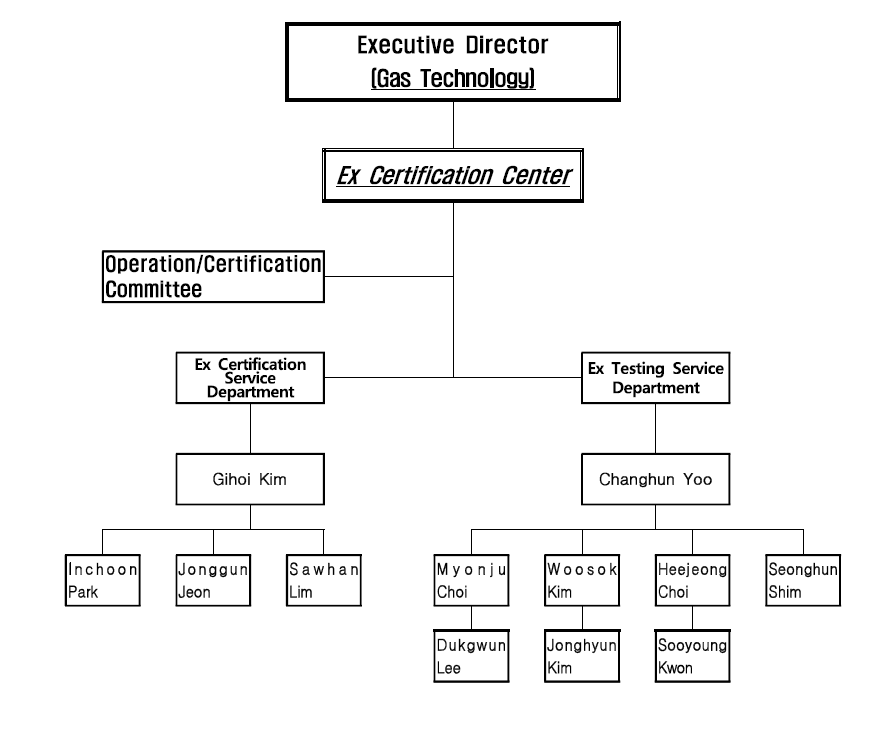 Executive Director
(Gas Technology)
Ex Certification Center
Operation/Certification
Committee
Ex Certification
Service
Department
Ex Testing Service
Department
Gihoi Kim
Changhun Yoo
Inchoon
Park
Jonggun
Jeon
Sawhan
Lim
Myonju
Choi
Woosok
Kim
Heejeong
Choi
Seonghun
Shim
Dukgwun
Lee
Jonghyun
Kim
Sooyoung
Kwon